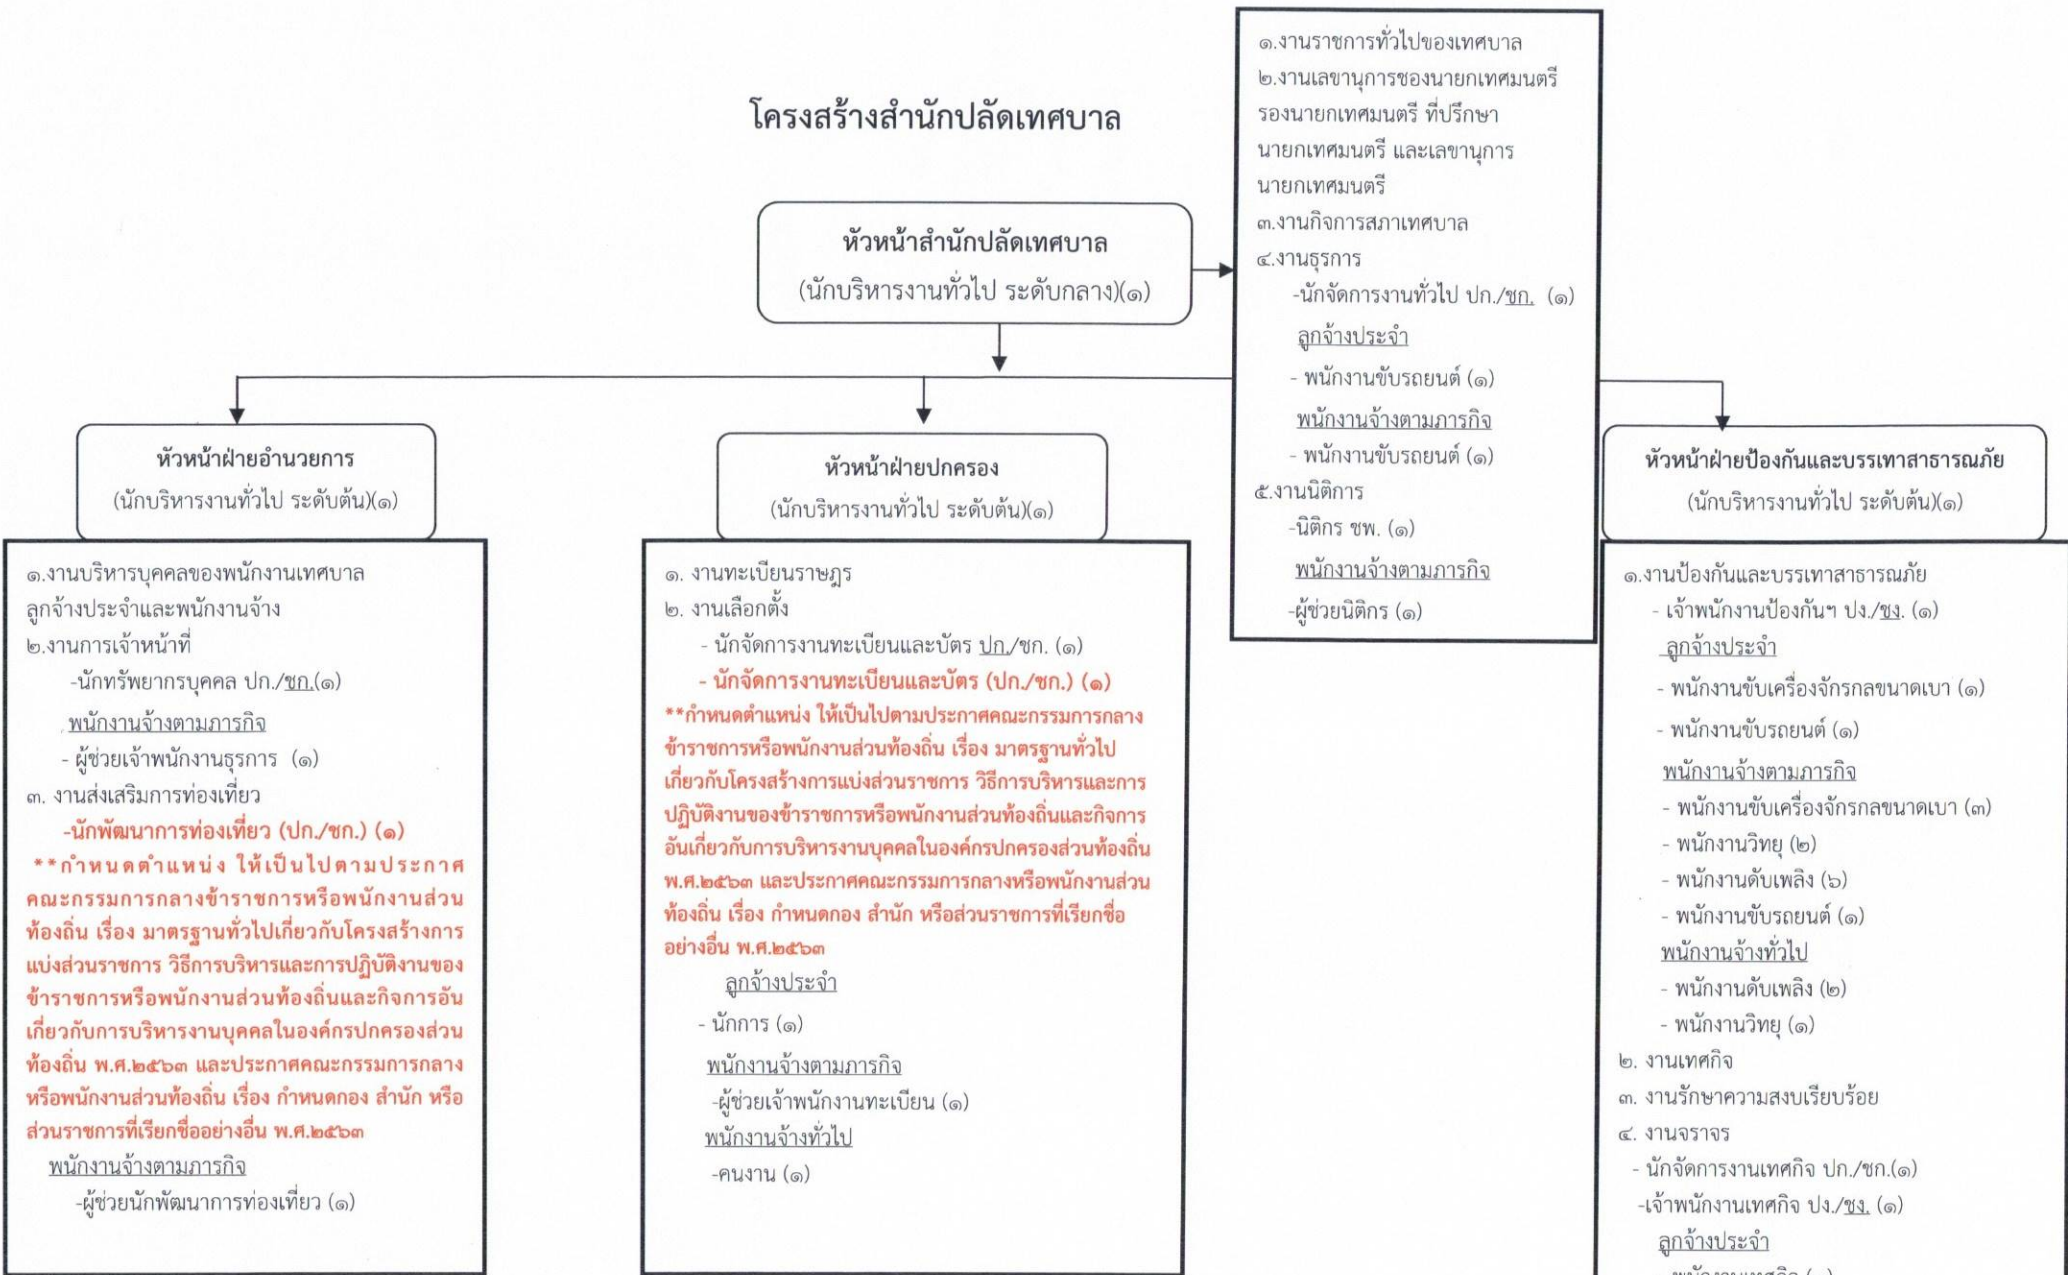 โครงสร้างสำนักปลัดเทศบาล
หัวหน้าสำนักปลัดเทศบาล
(นักบริหารงานทั่วไป ระดับกลาง)(๑)
๑.งานราชการทั่วไปของเทศบาล
๒.งานเลขานุการชองนายกเทศมนตรี
รองนายกเทศมนตรี ที่ปรึกษา
นายกเทศมนตรี และเลขานุการ
นายกเทศมนตรี
๓.งานกิจการสภาเทศบาล
๔.งานธุรการ
-นักจัดการงานทั่วไป ปก./ชก. (๑)
ลูกจ้างประจำ
- พนักงานขับรถยนต์ (๑)
พนักงานจ้างตามภารกิจ
- พนักงานขับรถยนต์ (๑)
๕.งานนิติการ
-นิติกร ชพ. (๑)
พนักงานจ้างตามภารกิจ
-ผู้ช่วยนิติกร (๑)
หัวหน้าฝ่ายอำนวยการ
(นักบริหารงานทั่วไป ระดับต้น)(๑)
๑.งานบริหารบุคคลของพนักงานเทศบาล
ลูกจ้างประจำและพนักงานจ้าง
๒.งานการเจ้าหน้าที่
-นักทรัพยากรบุคคล ปก./ชก.(๑)
พนักงานจ้างตามภารกิจ
- ผู้ช่วยเจ้าพนักงานธุรการ (๑)
๓. งานส่งเสริมการท่องเที่ยว
-นักพัฒนาการท่องเที่ยว (ปก./ชก.) (๑)
**กำหนดตำแหน่ง ให้เป็นไปตามประกาศ
คณะกรรมการกลางข้าราชการหรือพนักงานส่วน
ท้องถิ่น เรื่อง มาตรฐานทั่วไปเกี่ยวกับโครงสร้างการ
แบ่งส่วนราชการ วิธีการบริหารและการปฏิบัติงานของ
ข้าราชการหรือพนักงานส่วนท้องถิ่นและกิจการอัน
เกี่ยวกับการบริหารงานบุคคลในองค์กรปกครองส่วน
ท้องถิ่น พ.ศ.๒๕๖๓ และประกาศคณะกรรมการกลาง
หรือพนักงานส่วนท้องถิ่น เรื่อง กำหนดกอง สำนัก หรือ
ส่วนราชการที่เรียกชื่ออย่างอื่น พ.ศ.๒๕๖๓
พนักงานจ้างตามภารกิจ
-ผู้ช่วยนักพัฒนาการท่องเที่ยว (๑)
หัวหน้าฝ่ายปกครอง
(นักบริหารงานทั่วไป ระดับต้น)(๑)
๑. งานทะเบียนราษฎร
๒. งานเลือกตั้ง
- นักจัดการงานทะเบียนและบัตร ปก./ชก. (๑)
- นักจัดการงานทะเบียนและบัตร (ปก./ชก.) (๑)
**กำหนดตำแหน่ง ให้เป็นไปตามประกาศคณะกรรมการกลาง
ข้าราชการหรือพนักงานส่วนท้องถิ่น เรื่อง มาตรฐานทั่วไป
เกี่ยวกับโครงสร้างการแบ่งส่วนราชการ วิธีการบริหารและการ
ปฏิบัติงานของข้าราชการหรือพนักงานส่วนท้องถิ่นและกิจการ
อันเกี่ยวกับการบริหารงานบุคคลในองค์กรปกครองส่วนท้องถิ่น
พ.ศ.๒๕๖๓ และประกาศคณะกรรมการกลางหรือพนักงานส่วน
ท้องถิ่น เรื่อง กำหนดกอง สำนัก หรือส่วนราชการที่เรียกชื่อ
อย่างอื่น พ.ศ.๒๕๖๓
ลูกจ้างประจำ
- นักการ (๑)
พนักงานจ้างตามภารกิจ
-ผู้ช่วยเจ้าพนักงานทะเบียน (๑)
พนักงานจ้างทั่วไป
-คนงาน (๑)
หัวหน้าฝ่ายป้องกันและบรรเทาสาธารณภัย
(นักบริหารงานทั่วไป ระดับต้น)(๑)
๑.งานป้องกันและบรรเทาสาธารณภัย
- เจ้าพนักงานป้องกันฯ ปง./ชง. (๑)
ลูกจ้างประจำ
- พนักงานขับเครื่องจักรกลขนาดเบา (๑)
- พนักงานขับรถยนต์ (๑)
พนักงานจ้างตามภารกิจ
- พนักงานขับเครื่องจักรกลขนาดเบา (๓)
- พนักงานวิทยุ (๒)
- พนักงานดับเพลิง (๖)
- พนักงานขับรถยนต์ (๑)
พนักงานจ้างทั่วไป
- พนักงานดับเพลิง (๒)
- พนักงานวิทยุ (๑)
๒. งานเทศกิจ
๓. งานรักษาความสงบเรียบร้อย
๔. งานจราจร
- นักจัดการงานเทศกิจ ปก./ชก.(๑)
-เจ้าพนักงานเทศกิจ ปง./ชง. (๑)
ลูกจ้างประจำ